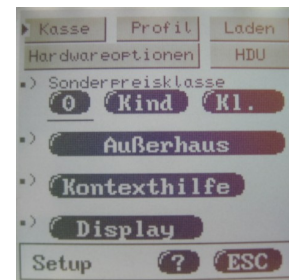 Kasse Profil Laden
Hardwareoptionen HDU
Sonderpreisklasse
0 Kind Kl.
Außerhaus
Kontexthilfe
Display
Setup ? ESC